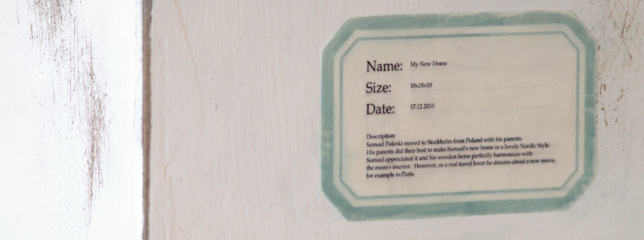 Name: My New Home
Size: 18x18x10
Date: 17.12.2010
Description:
Samuel Poleski moved to Stockholm from Poland with his parents.
His parents did their best to make Samuel's new home in a lovely Nordic Style
Samuel appreciated it and his wooden home perfectly harmonizes with
the room's interior. However, as a real travel lover he dreams about a new move,
for example to Paris.